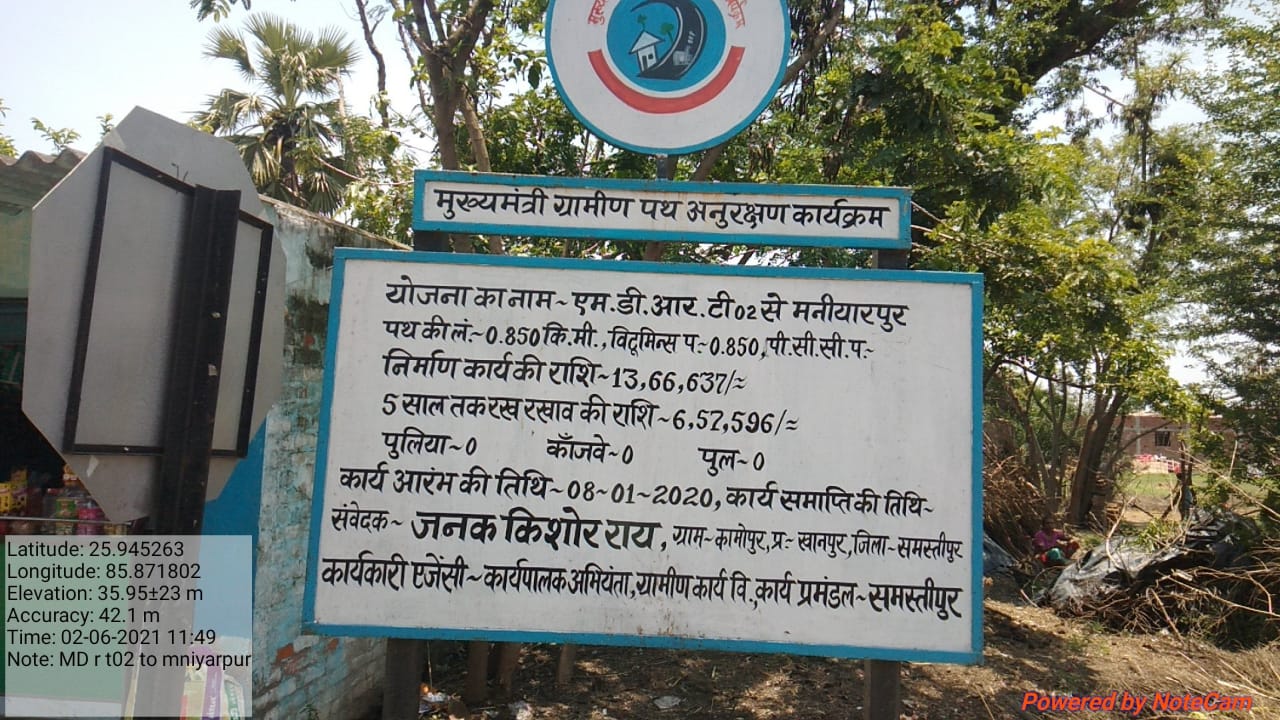 मुख्यमंत्री ग्रामीण पथ अनुरक्षण कार्यक्रम
योजना का नाम~ एम.डी.आर.टी02 से मनीयारपुर
पथ की लं:~0.850 कि.मी.,विटूमिन्स प:~0.850,पी.सी.सी.प:~
निर्माण कार्य की राशि~13,66,637/=
5 साल तक रख रखाव की राशि~6,57,596/=
पुलिया~0 काँजवे~0 पुल~0
कार्य आरंभ की तिथि~08~01~2020, कार्य समाप्ति की तिथि~
संवेदक~ जनक किशोर राय, ग्राम~कामोपुर,प्र:~खानपुर,जिला~समस्तीपुर
कार्यकारी एजेंसी~कार्यपालक अभियंता,ग्रामीण कार्य वि.,कार्य प्रमंडल~समस्तीपुर
Latitude: 25.945263
Longitude: 85.871802
Elevation: 35.95±23 m
Accuracy: 42.1 m
Time: 02-06-2021 11:49
Note: MD r t02 to mniyarpur
Powered by NoteCam